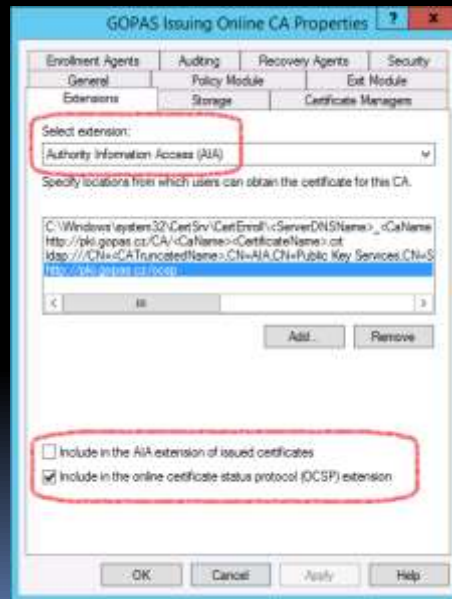 GOPAS Issuing Online CA Properties
Enrollment Agents Auditing Recovery Agents Security
General Policy Module Exit Module
Extensions Storage Certificate Managers
Select extension:
Authority Information Access (AIA)
Specify locations from which users can obtain the certificate for this CA.
C:\Windows\system32\CertSrv\CertEnroll\<ServerDNSName>_<CaName
http://pki.gopas.cz/CA/<CaName><CertificateName>.crt
ldap:///CN=<CATruncatedName>,CN=AIA,CN=Public Key Services,CN=S
http://pki.gopas.cz/ocsp
Add... Remove
Include in the AIA extension of issued certificates
Include in the online certificate status protocol (OCSP) extension
OK Cancel Apply Help